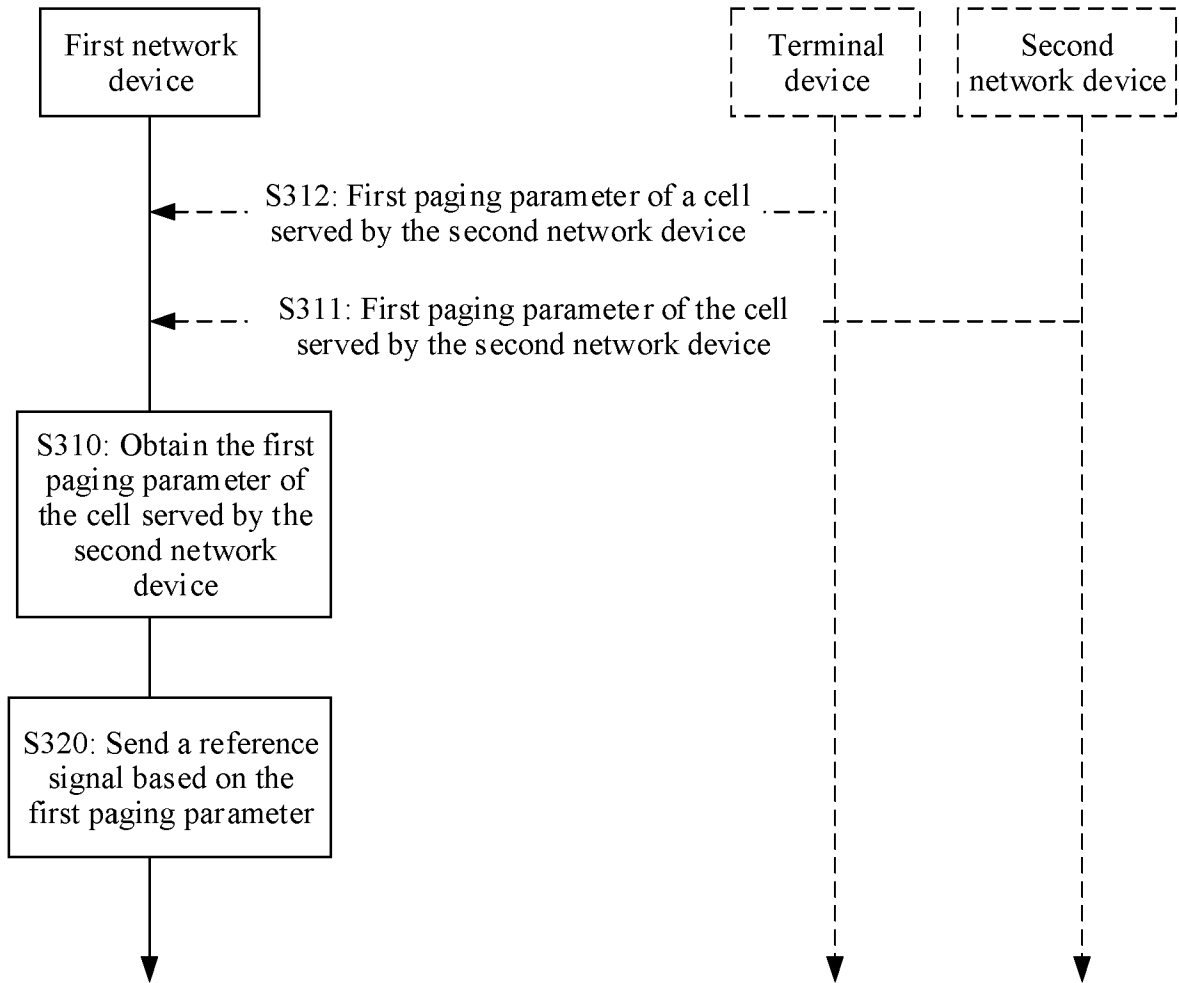 First network
device
Terminal
device
Second
network device
S312: First paging parameter of a cell
served by the second network device
S311: First paging parameter of the cell
served by the second network device
S310: Obtain the first
paging parameter of
the cell served by the
second network
device
S320: Send a reference
signal based on the
first paging parameter